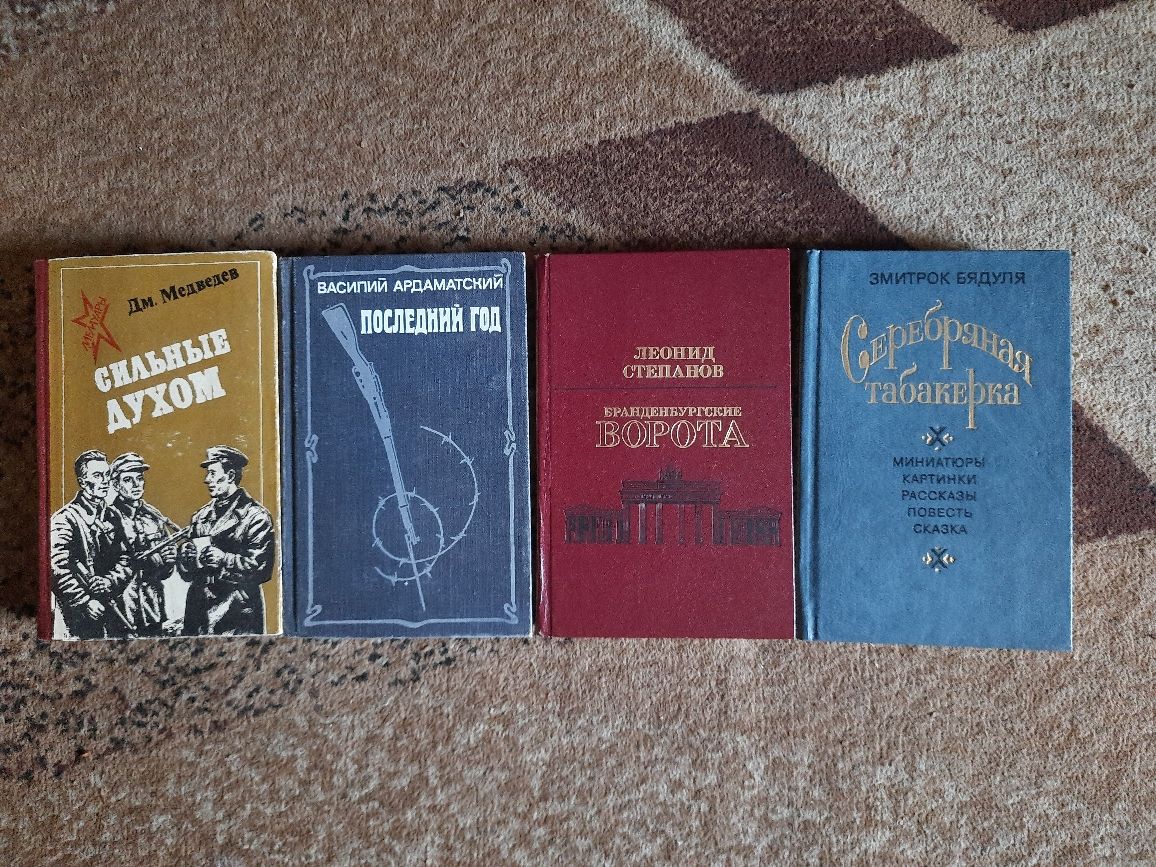 МЕМУАРЫ
Дм. Медведев
СИЛЬНЫЕ
ДУХОМ
ВАСИЛИЙ АРДАМАТСКИЙ
ПОСЛЕДНИЙ ГОД
ЛЕОНИД
СТЕПАНОВ
БРАНДЕНБУРГСКИЕ
ВОРОТА
ЗМИТРОК БЯДУЛЯ
Серебряная
табакерка
МИНИАТЮРЫ
КАРТИНКИ
РАССКАЗЫ
ПОВЕСТЬ
СКАЗКА